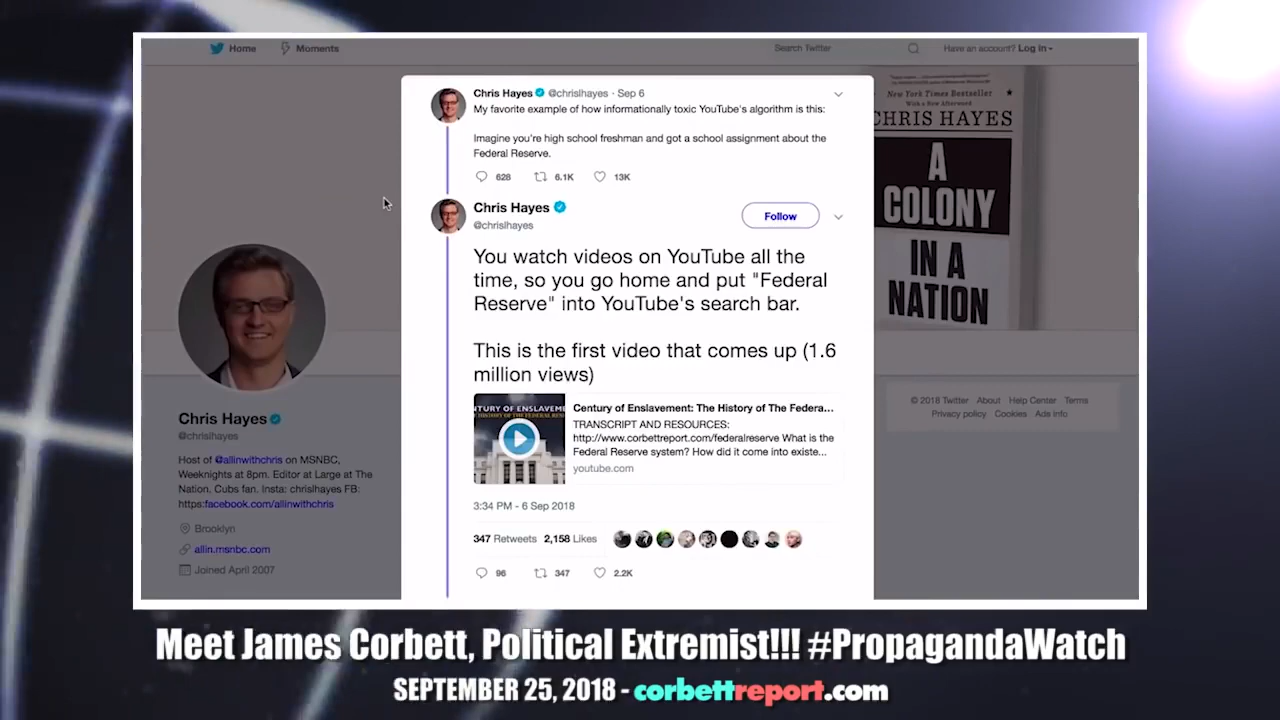 Home Moments Search Twitter Have an account? Log in
Chris Hayes @chrislhayes · Sep 6
My favorite example of how informationally toxic YouTube's algorithm is this:
Imagine you're high school freshman and got a school assignment about the
Federal Reserve.
628 6.1K 13K
Chris Hayes
@chrislhayes
Follow
You watch videos on YouTube all the
time, so you go home and put "Federal
Reserve" into YouTube's search bar.
This is the first video that comes up (1.6
million views)
Century of Enslavement: The History of The Federa...
TRANSCRIPT AND RESOURCES:
http://www.corbettreport.com/federalreserve What is the
Federal Reserve system? How did it come into existe...
youtube.com
3:34 PM - 6 Sep 2018
347 Retweets 2,158 Likes
96 347 2.2K
Chris Hayes
@chrislhayes
Host of @allinwithchris on MSNBC,
Weeknights at 8pm. Editor at Large at The
Nation. Cubs fan. Insta: chrislhayes FB:
https:facebook.com/allinwithchris
Brooklyn
allin.msnbc.com
Joined April 2007
New York Times Bestseller
With a New Afterword
CHRIS HAYES
A
COLONY
IN A
NATION
© 2018 Twitter About Help Center Terms
Privacy policy Cookies Ads info
Meet James Corbett, Political Extremist!!! #PropagandaWatch
SEPTEMBER 25, 2018 - corbettreport.com